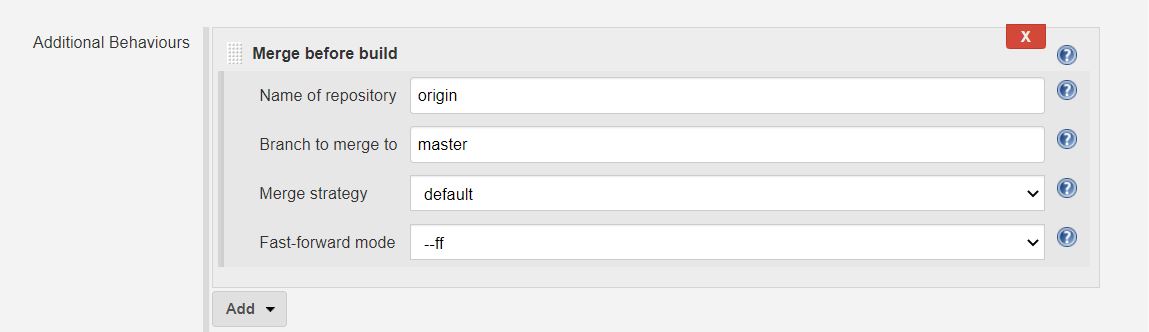 Additional Behaviours
X
Merge before build
?
Name of repository origin ?
Branch to merge to master ?
Merge strategy default ?
Fast-forward mode --ff ?
Add